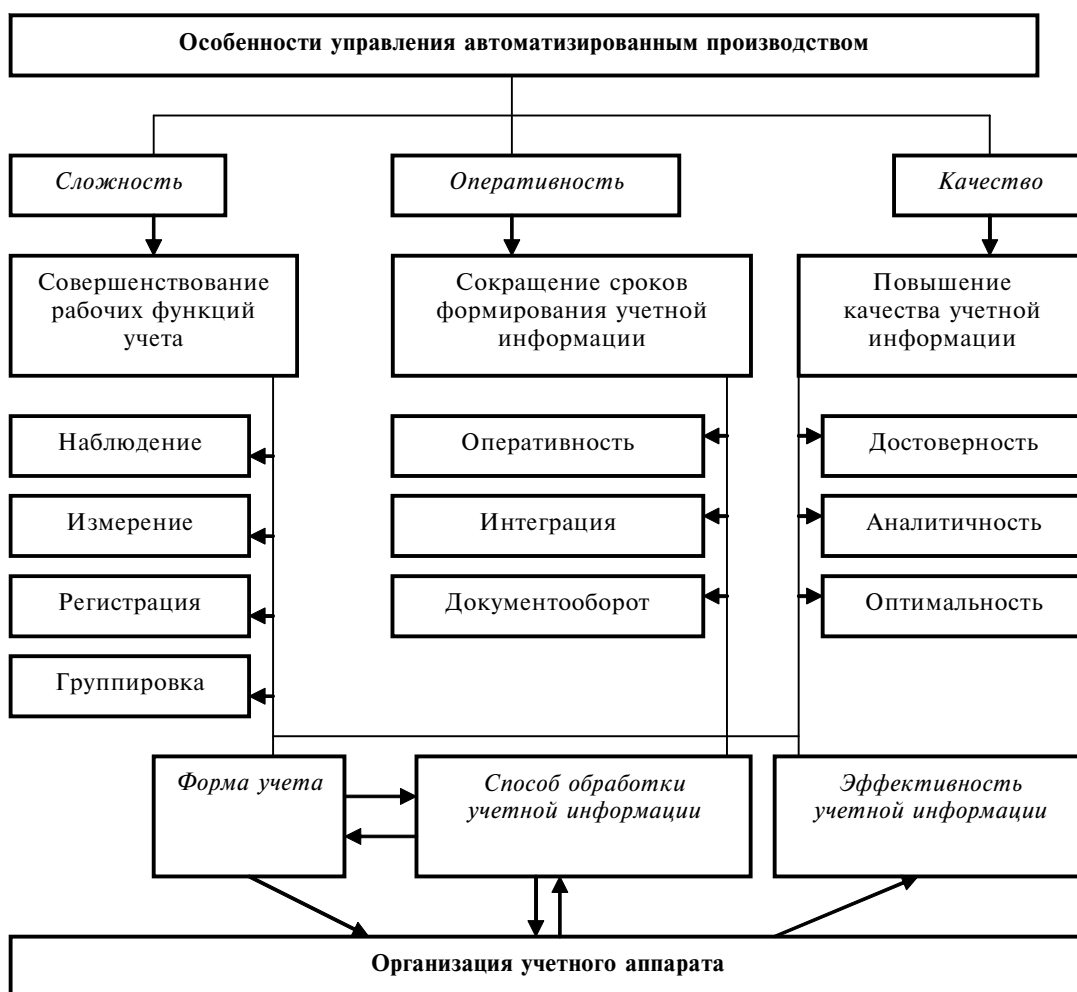 Особенности управления автоматизированным производством
Сложность
Оперативность
Качество
Совершенствование
рабочих функций
учета
Сокращение сроков
формирования учетной
информации
Повышение
качества учетной
информации
Наблюдение
Оперативность
Достоверность
Измерение
Интеграция
Аналитичность
Регистрация
Документооборот
Оптимальность
Группировка
Форма учета
Способ обработки
учетной информации
Эффективность
учетной информации
Организация учетного аппарата